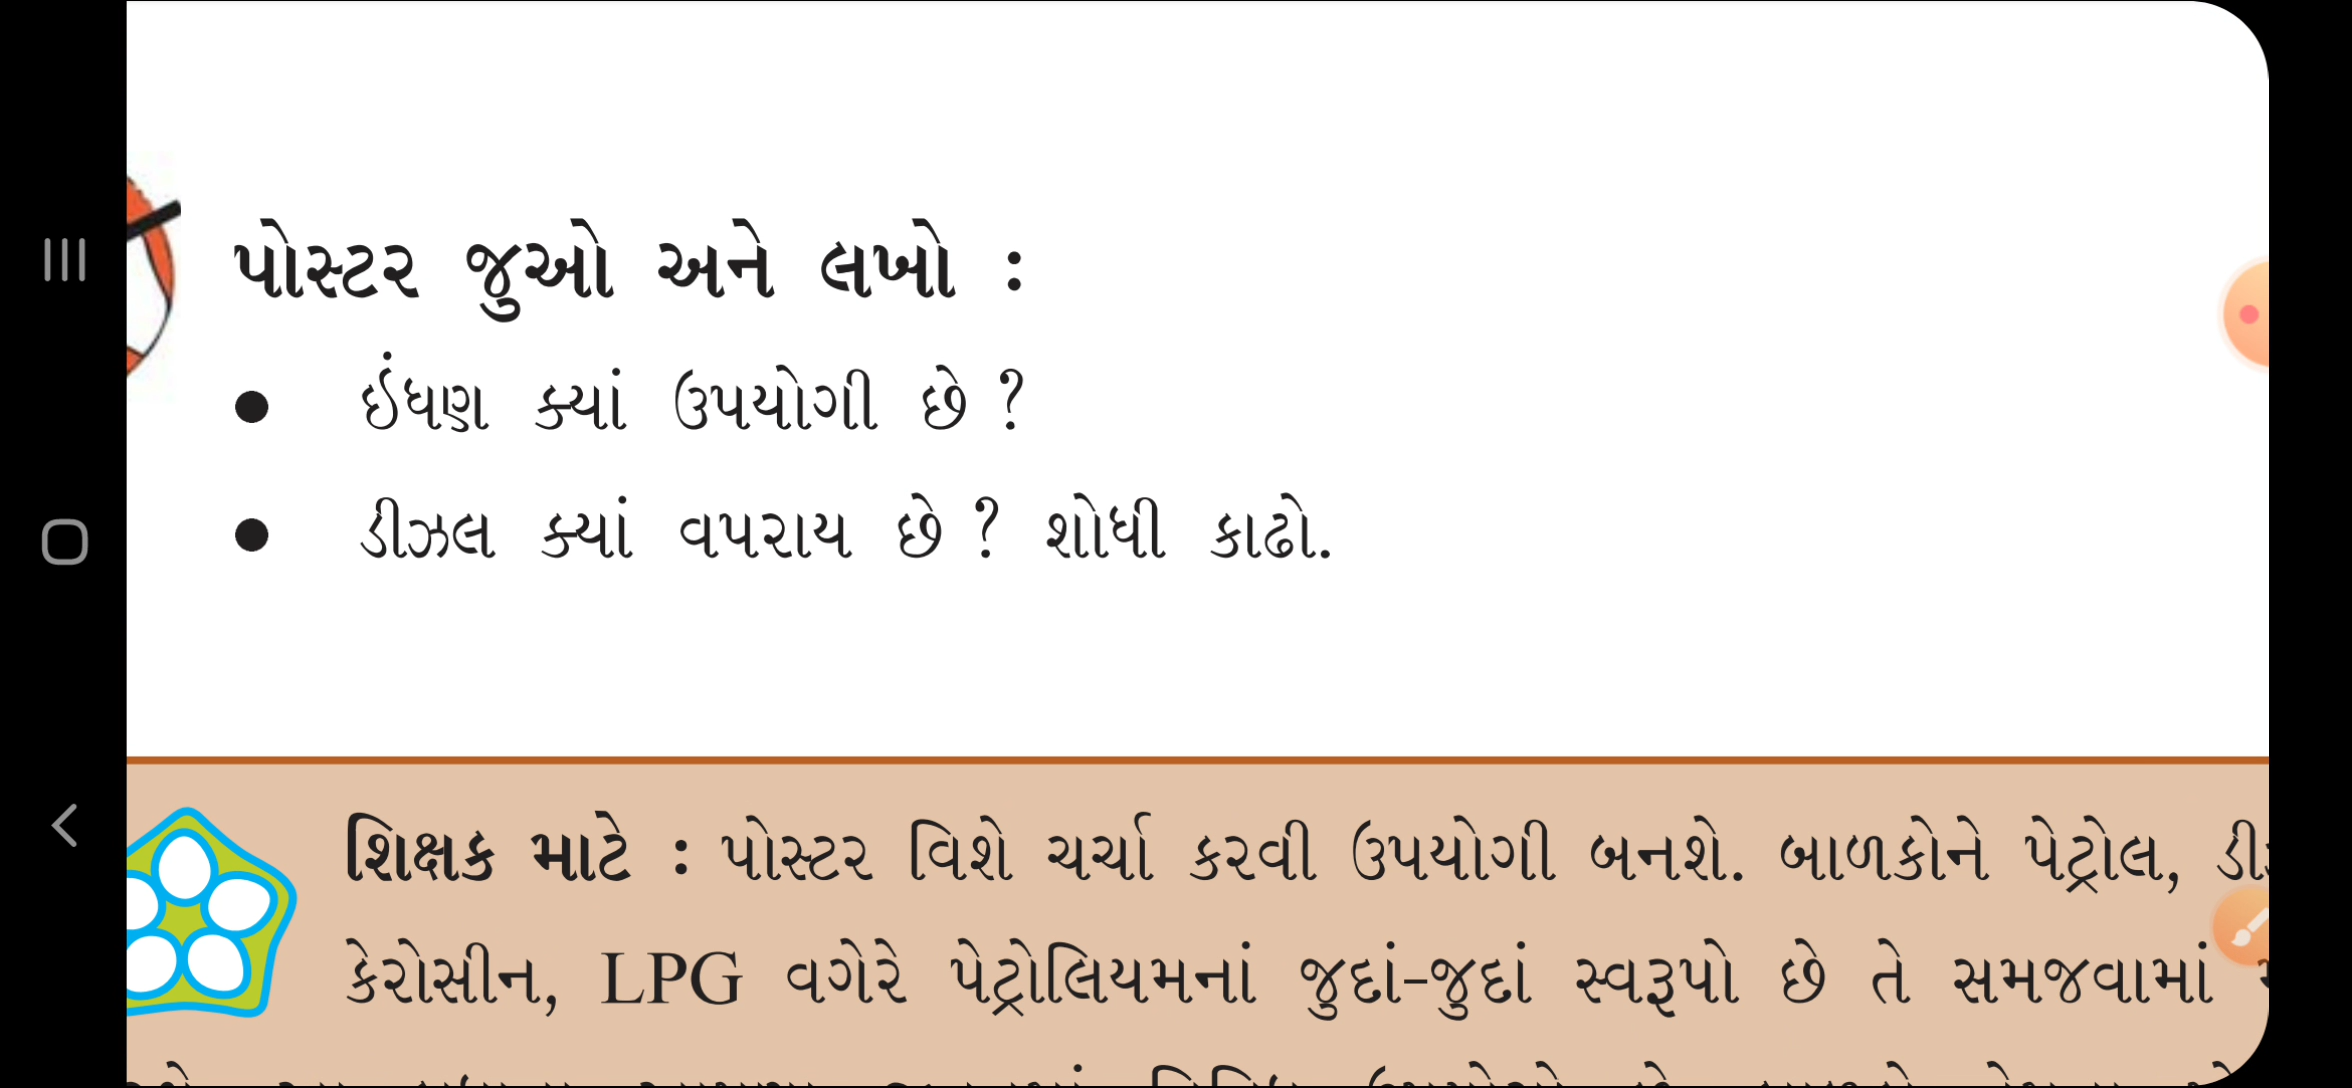 પોસ્ટર જુઓ અને લખો :
● ઈંધણ ક્યાં ઉપયોગી છે ?
● ડીઝલ ક્યાં વપરાય છે ? શોધી કાઢો.
શિક્ષક માટે : પોસ્ટર વિશે ચર્ચા કરવી ઉપયોગી બનશે. બાળકોને પેટ્રોલ,
કેરોસીન, LPG વગેરે પેટ્રોલિયમનાં જુદાં-જુદાં સ્વરૂપો છે તે સમજવામાં